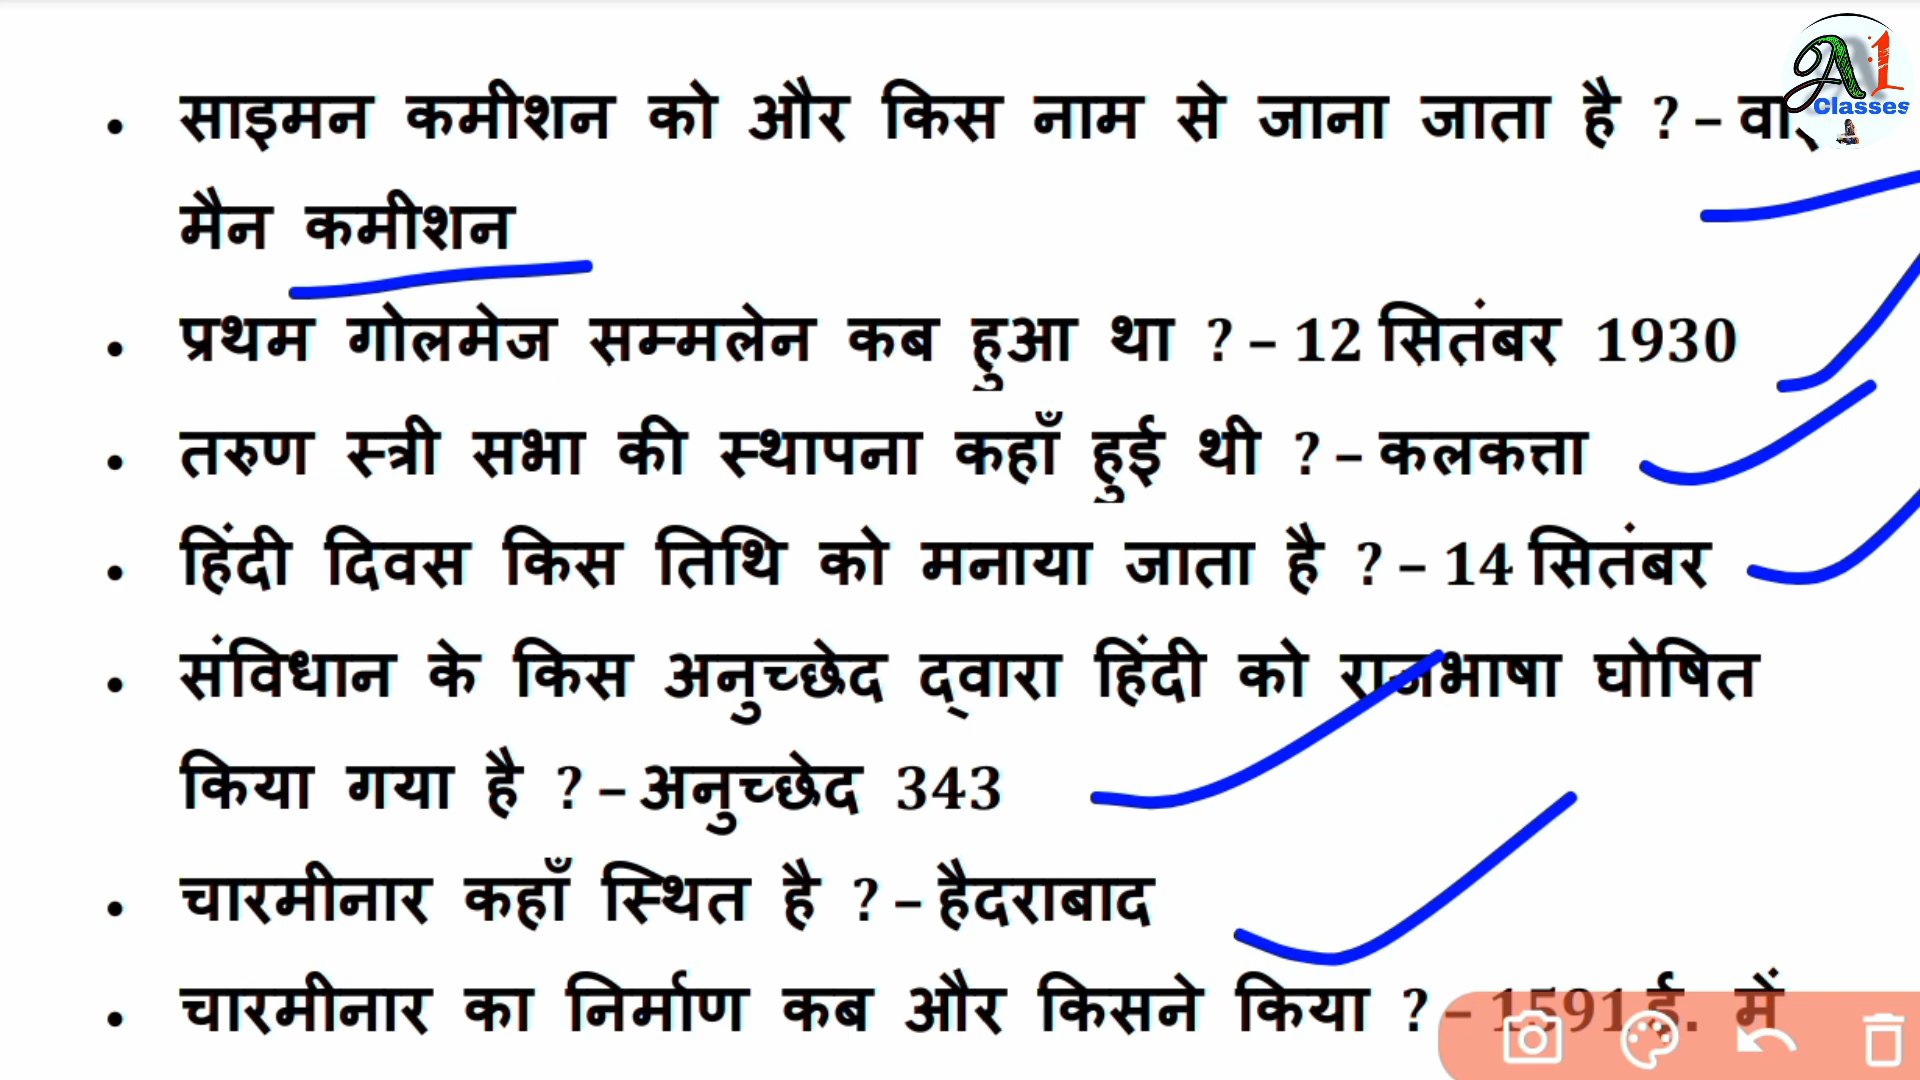 A1 Classes
• साइमन कमीशन को और किस नाम से जाना जाता है ? –
मैन कमीशन
• प्रथम गोलमेज सम्मलेन कब हुआ था ? – 12 सितंबर 1930
• तरुण स्त्री सभा की स्थापना कहाँ हुई थी ? – कलकत्ता
• हिंदी दिवस किस तिथि को मनाया जाता है ? – 14 सितंबर
• संविधान के किस अनुच्छेद द्वारा हिंदी को राजभाषा घोषित
किया गया है ? – अनुच्छेद 343
• चारमीनार कहाँ स्थित है ? – हैदराबाद
• चारमीनार का निर्माण कब और किसने किया ? – 1591 ई. में